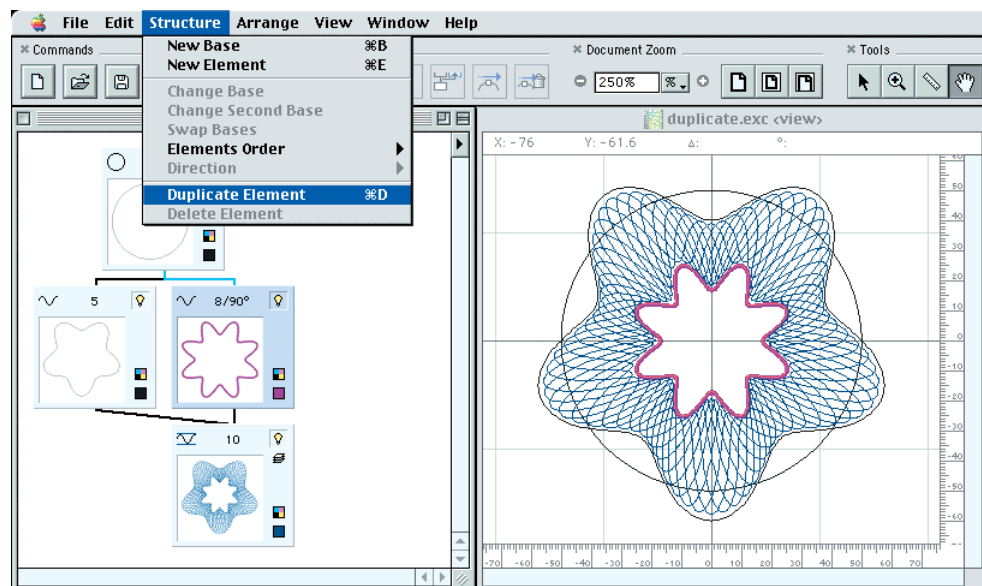 File Edit Structure Arrange View Window Help
Commands
Document Zoom
Tools
New Base ⌘B
New Element ⌘E
Change Base
Change Second Base
Swap Bases
Elements Order
Direction
Duplicate Element ⌘D
Delete Element
250% %
duplicate.exc <view>
X: -76 Y: -61.6 Δ: °:
5
8/90°
10
60
50
40
30
20
10
0
-10
-20
-30
-40
-50
-60
-70 -60 -50 -40 -30 -20 -10 0 10 20 30 40 50 60 70